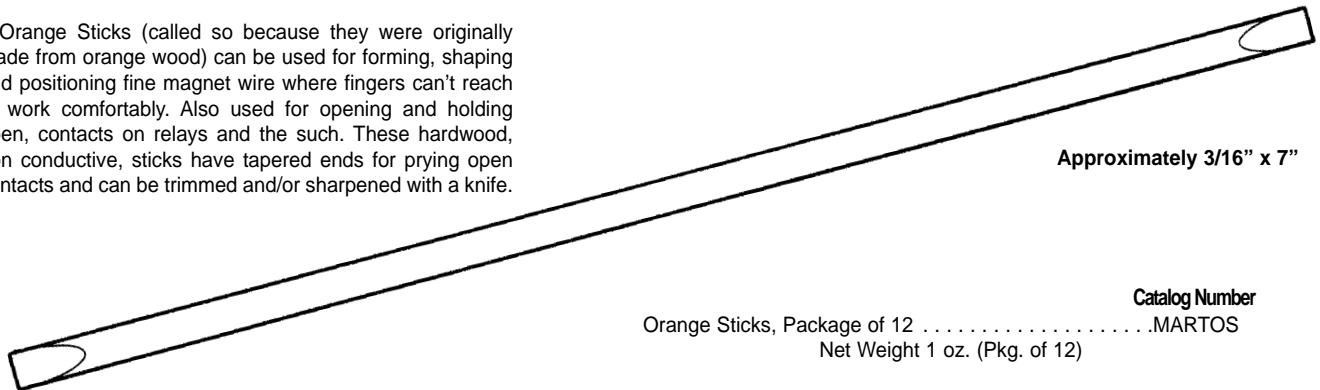 Orange Sticks (called so because they were originally
ade from orange wood) can be used for forming, shaping
d positioning fine magnet wire where fingers can’t reach
work comfortably. Also used for opening and holding
en, contacts on relays and the such. These hardwood,
n conductive, sticks have tapered ends for prying open
ntacts and can be trimmed and/or sharpened with a knife.
Approximately 3/16” x 7”
Catalog Number
Orange Sticks, Package of 12 . . . . . . . . . . . . . . . . . . . .MARTOS
Net Weight 1 oz. (Pkg. of 12)